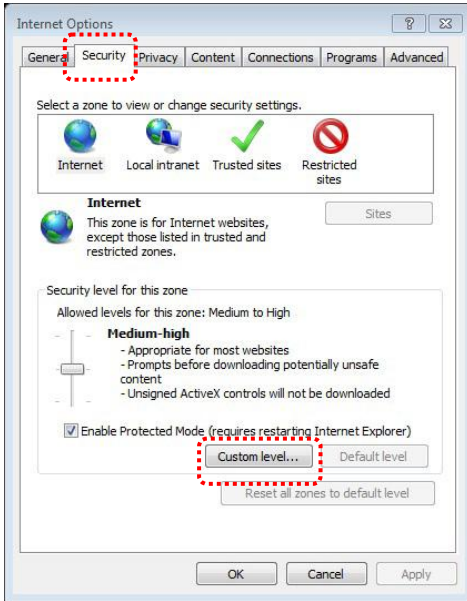 Internet Options
General Security Privacy Content Connections Programs Advanced
Select a zone to view or change security settings.
Internet Local intranet Trusted sites Restricted
sites
Internet
Sites
This zone is for Internet websites,
except those listed in trusted and
restricted zones.
Security level for this zone
Allowed levels for this zone: Medium to High
Medium-high
- Appropriate for most websites
- Prompts before downloading potentially unsafe
content
- Unsigned ActiveX controls will not be downloaded
Enable Protected Mode (requires restarting Internet Explorer)
Custom level... Default level
Reset all zones to default level
OK Cancel Apply